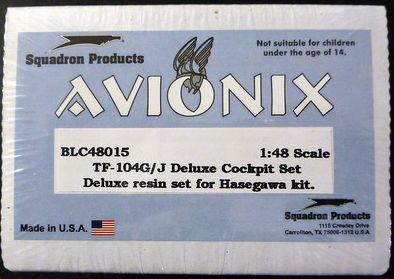 Squadron Products
Not suitable for children
under the age of 14.
AVIONIX
BLC48015 1:48 Scale
TF-104G/J Deluxe Cockpit Set
Deluxe resin set for Hasegawa kit.
Made in U.S.A.
Squadron Products
1115 Crowley Drive
Carrollton, TX 75006-1312 U.S.A